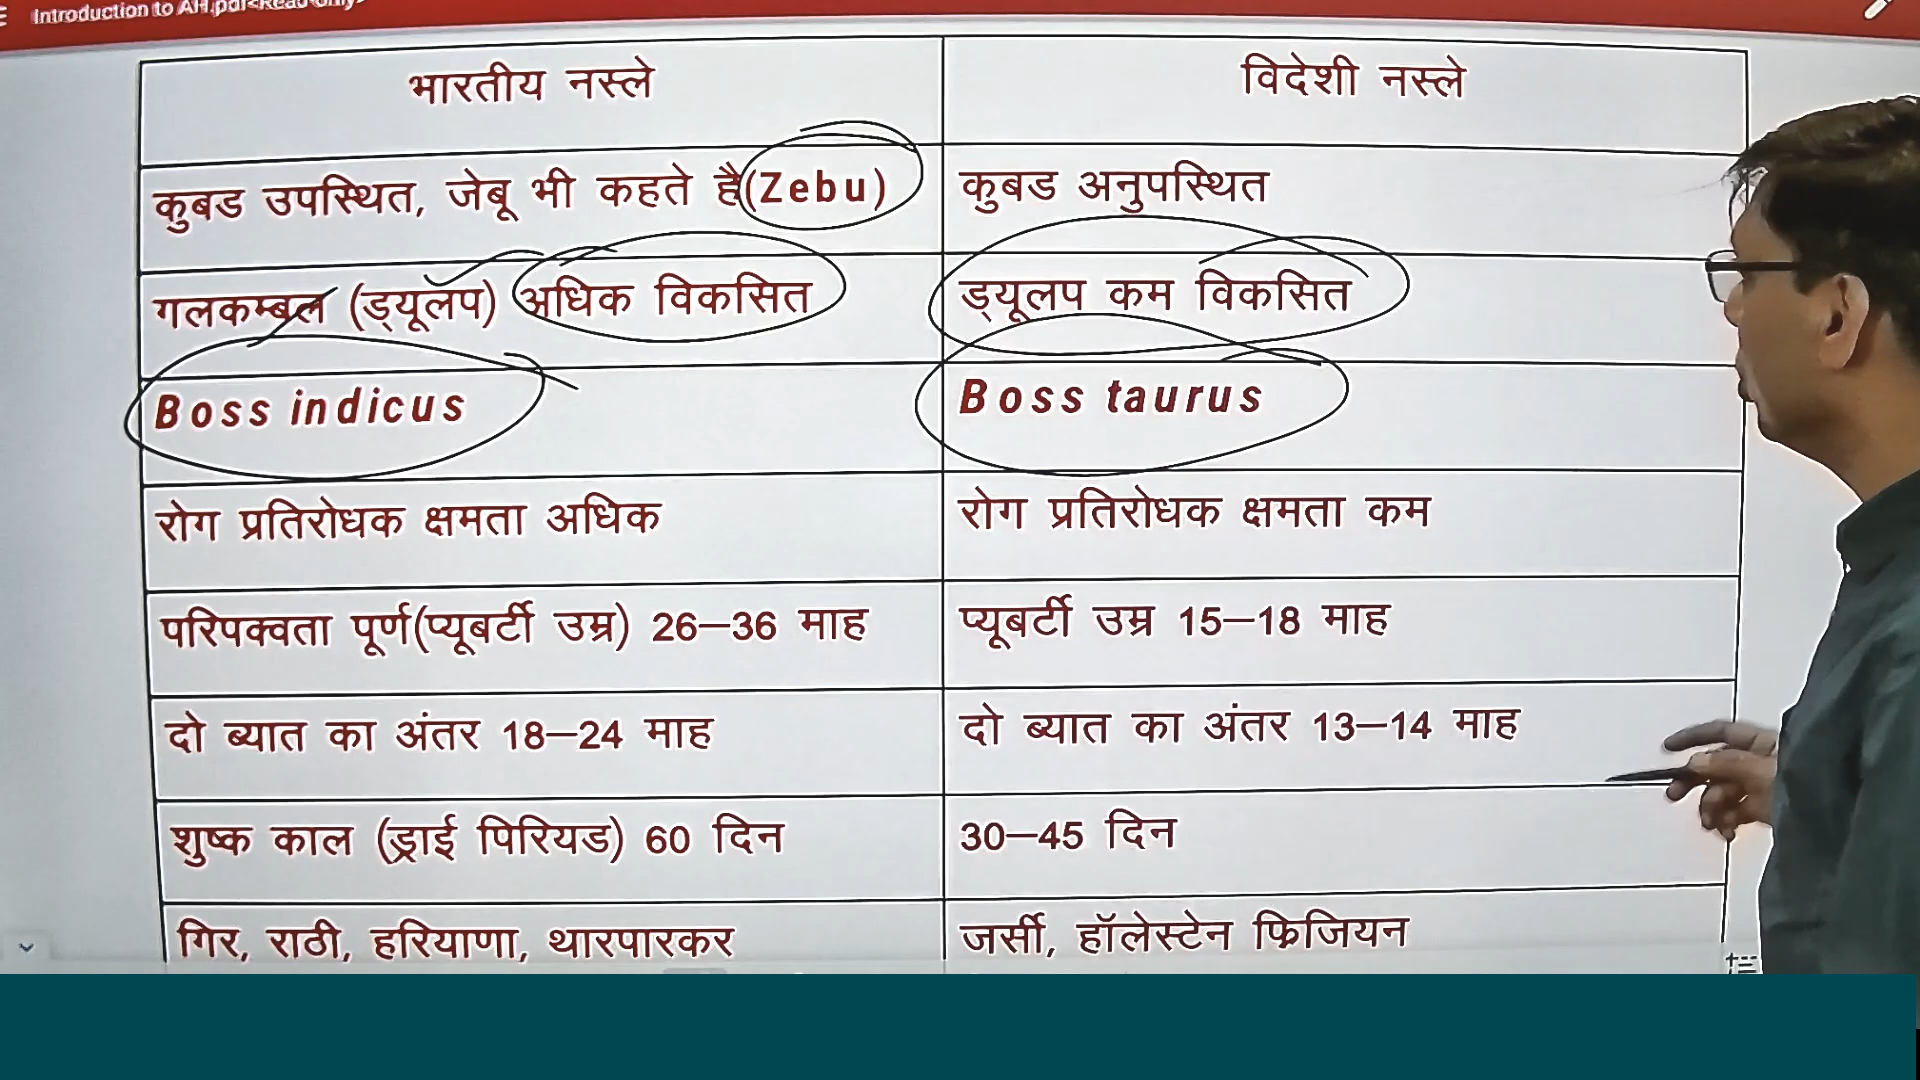 Introduction to AH.pdf<Read-only>
भारतीय नस्ले
विदेशी नस्ले
कुबड उपस्थित, जेबू भी कहते है(Zebu)
कुबड अनुपस्थित
गलकम्बल (ड्यूलप) अधिक विकसित
ड्यूलप कम विकसित
Boss indicus
Boss taurus
रोग प्रतिरोधक क्षमता अधिक
रोग प्रतिरोधक क्षमता कम
परिपक्वता पूर्ण(प्यूबर्टी उम्र) 26–36 माह
प्यूबर्टी उम्र 15–18 माह
दो ब्यात का अंतर 18–24 माह
दो ब्यात का अंतर 13–14 माह
शुष्क काल (ड्राई पिरियड) 60 दिन
30–45 दिन
गिर, राठी, हरियाणा, थारपारकर
जर्सी, हॉलेस्टेन फ्रिजियन